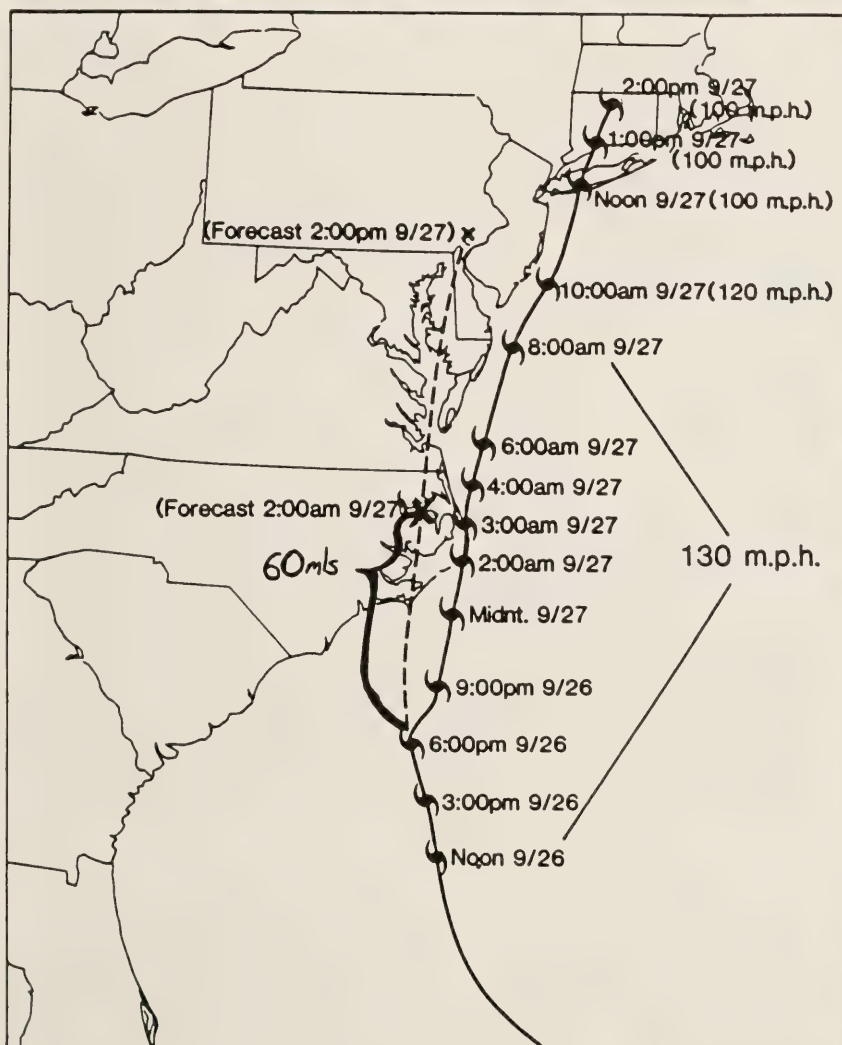 2:00pm 9/27
(100 m.p.h.)
1:00pm 9/27
(100 m.p.h.)
Noon 9/27 (100 m.p.h.)
(Forecast 2:00pm 9/27)
10:00am 9/27 (120 m.p.h.)
8:00am 9/27
6:00am 9/27
4:00am 9/27
(Forecast 2:00am 9/27)
3:00am 9/27
60mls
2:00am 9/27
130 m.p.h.
Midnt. 9/27
9:00pm 9/26
6:00pm 9/26
3:00pm 9/26
Noon 9/26